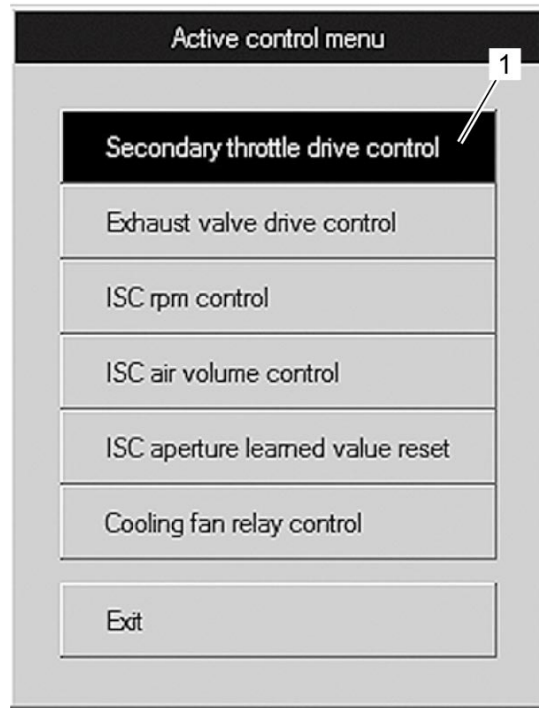 Active control menu
1
Secondary throttle drive control
Exhaust valve drive control
ISC rpm control
ISC air volume control
ISC aperture learned value reset
Cooling fan relay control
Exit